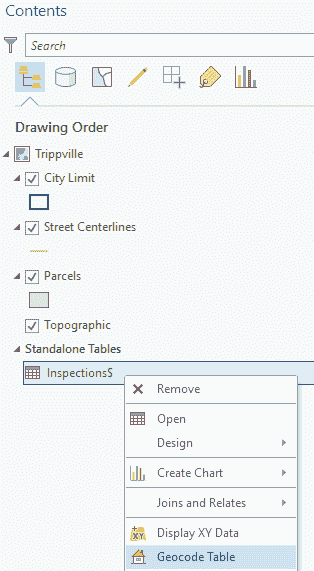 Contents
Search
Drawing Order
Trippville
City Limit
Street Centerlines
Parcels
Topographic
Standalone Tables
Inspections$
Remove
Open
Design
Create Chart
Joins and Relates
XY
Display XY Data
Geocode Table